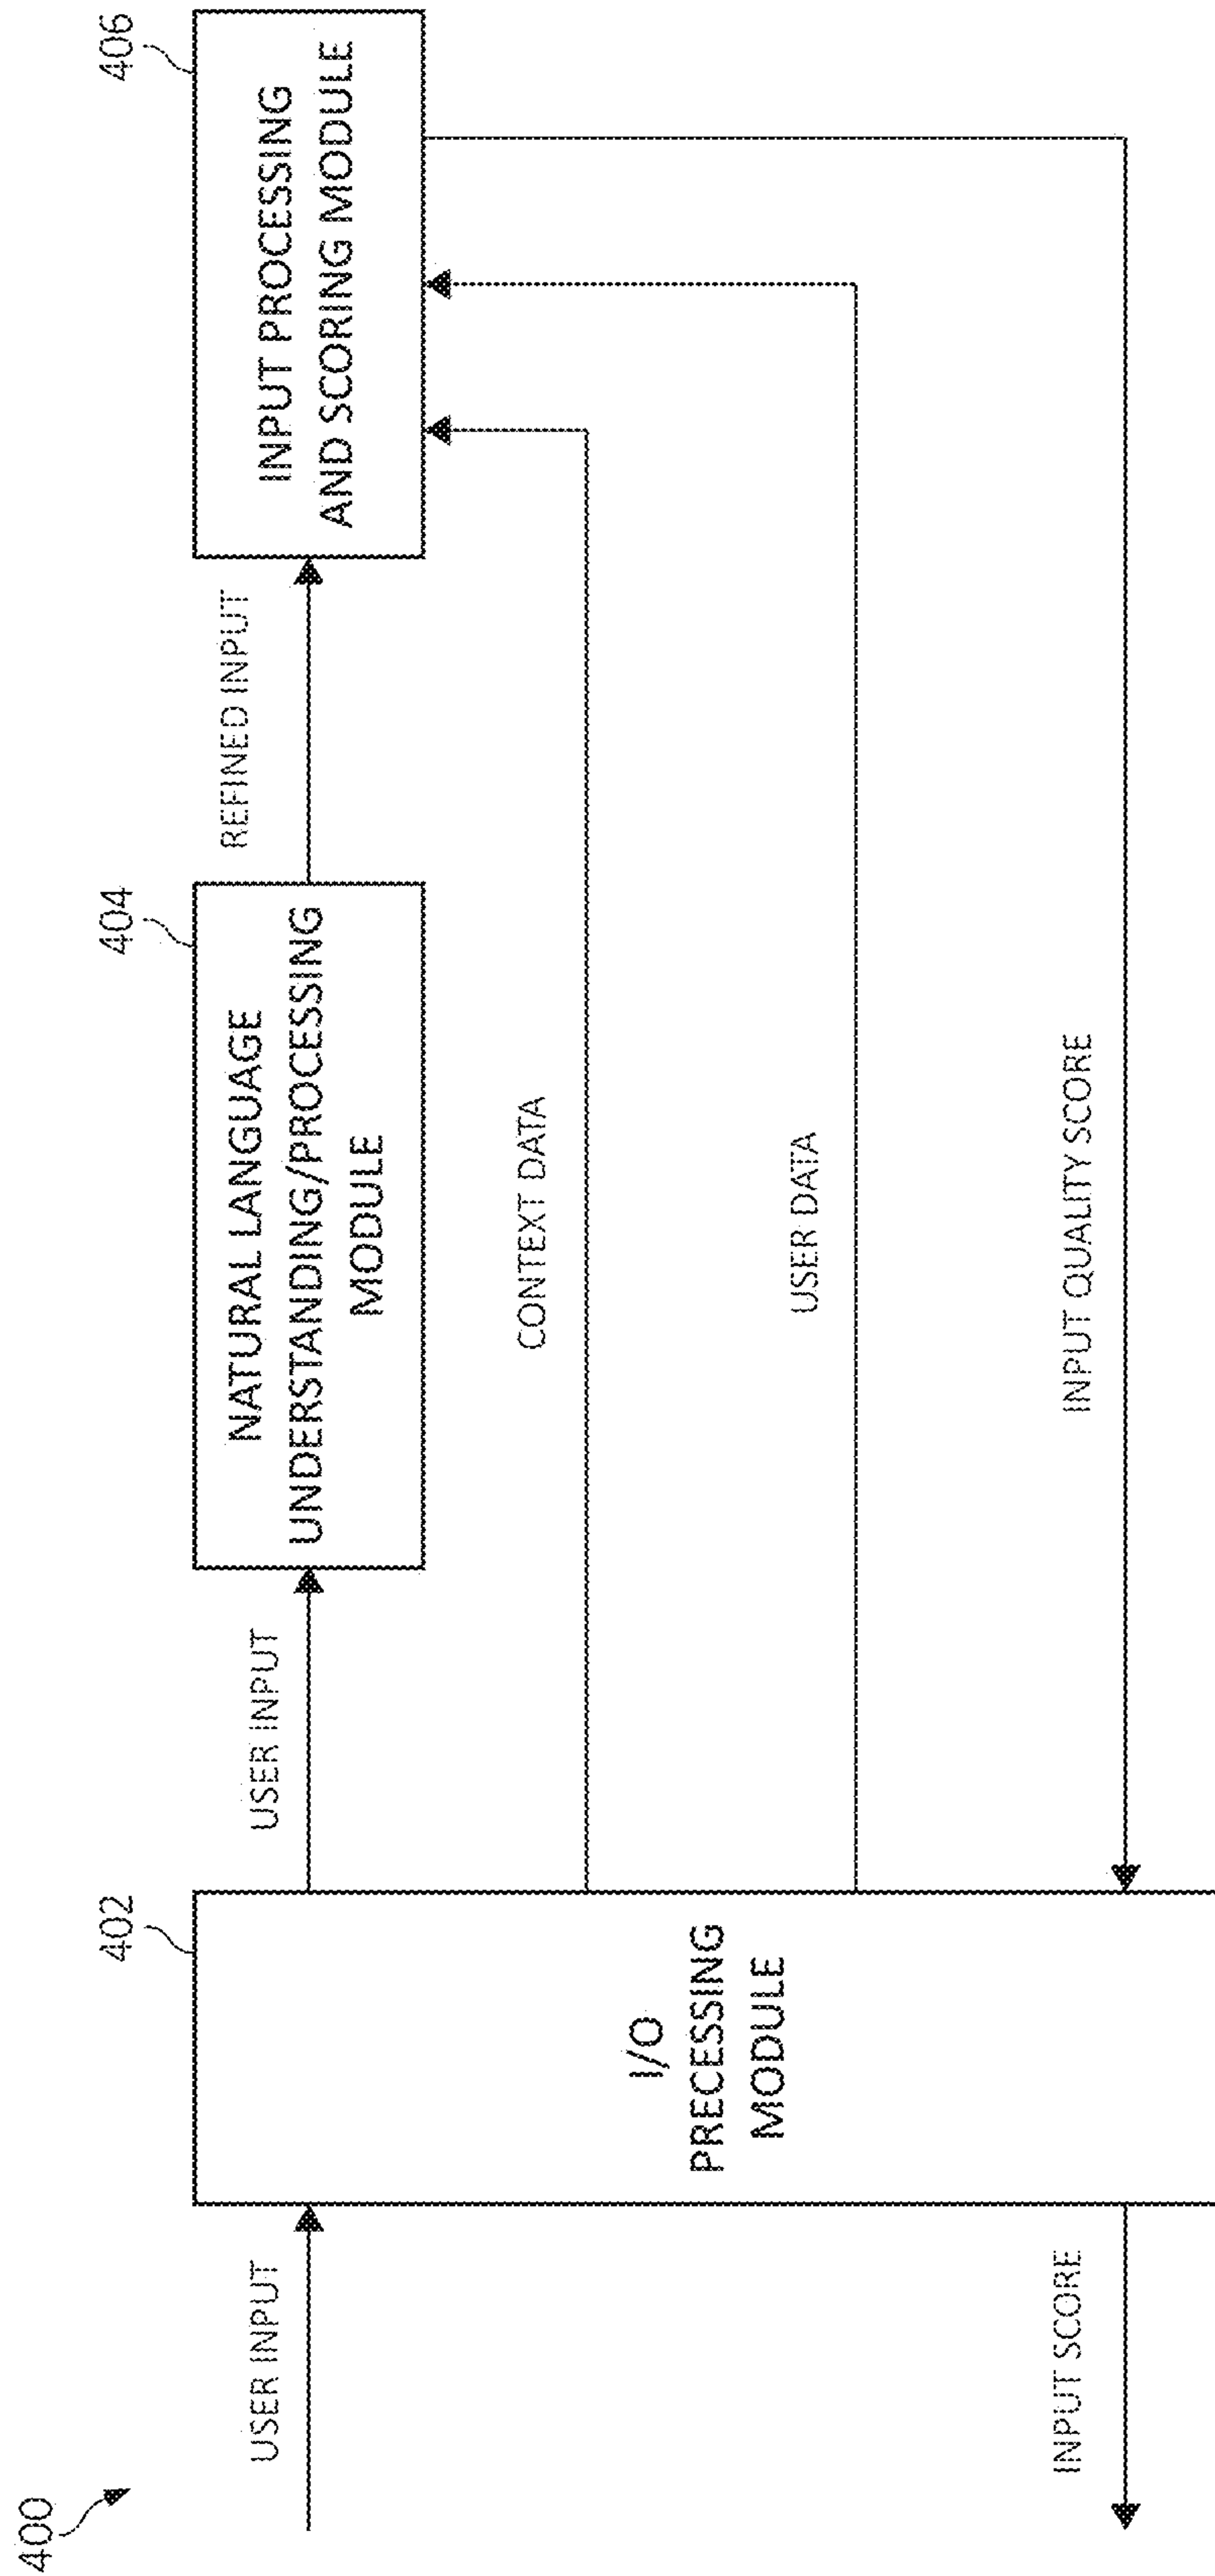 400
USER INPUT
INPUT SCORE
402
I/O
PRECESSING
MODULE
USER INPUT
404
NATURAL LANGUAGE
UNDERSTANDING/PROCESSING
MODULE
CONTEXT DATA
USER DATA
INPUT QUALITY SCORE
REFINED INPUT
406
INPUT PROCESSING
AND SCORING MODULE